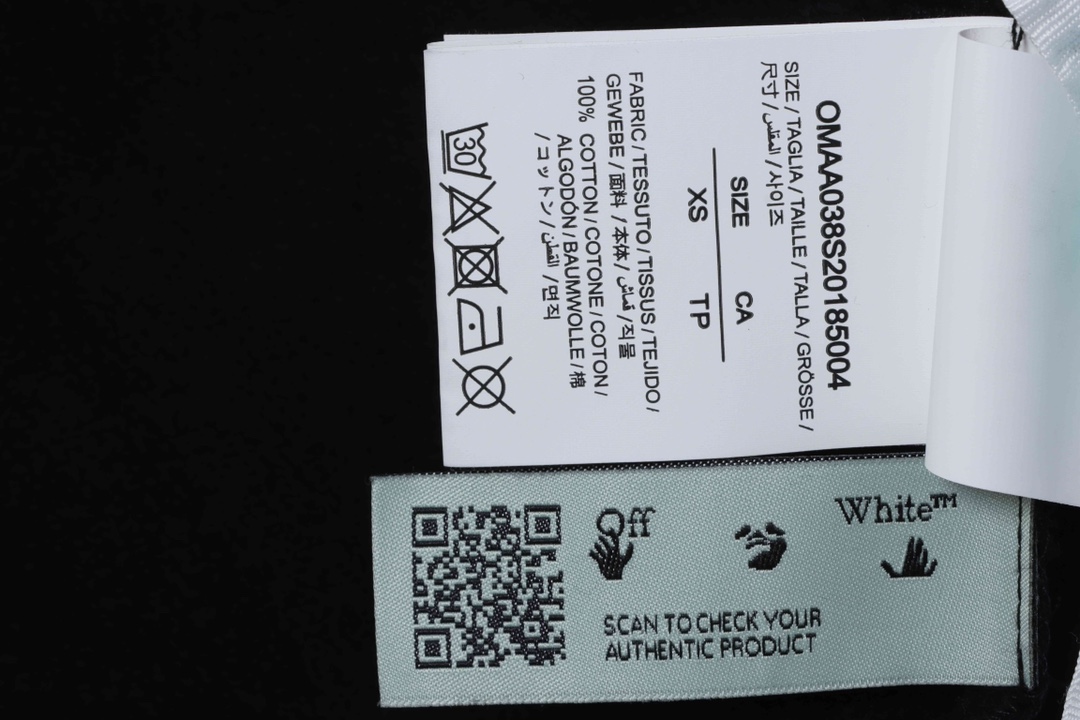 OMAA038S20185004
SIZE / TAGLIA / TAILLE / TALLA / GRÖSSE /
尺寸 / المقاس / 사이즈
SIZE CA
XS TP
FABRIC / TESSUTO / TISSUS / TEJIDO /
GEWEBE / 面料 / 本体 / قماش / 직물
100% COTTON / COTONE / COTON /
ALGODÓN / BAUMWOLLE / 棉
/ コットン / القطن / 면직
30
Off White™
SCAN TO CHECK YOUR
AUTHENTIC PRODUCT